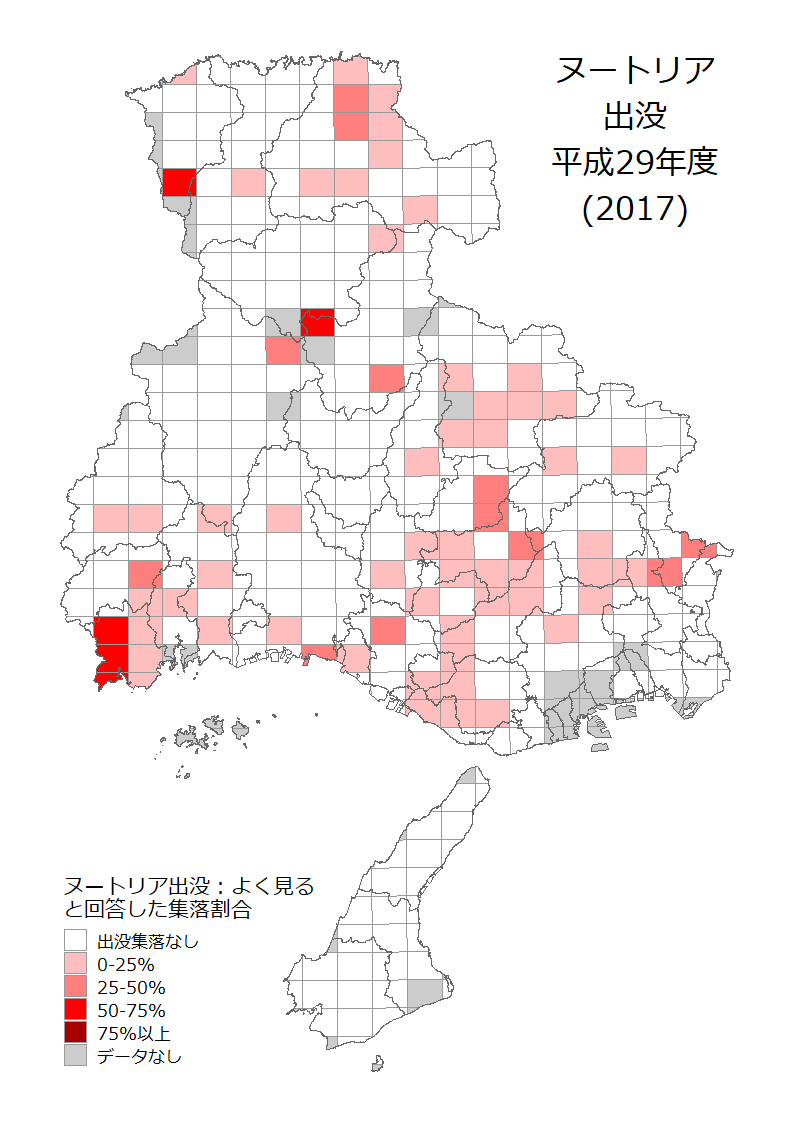 ヌートリア
出没
平成29年度
(2017)
ヌートリア出没：よく見る
と回答した集落割合
出没集落なし
0-25%
25-50%
50-75%
75%以上
データなし